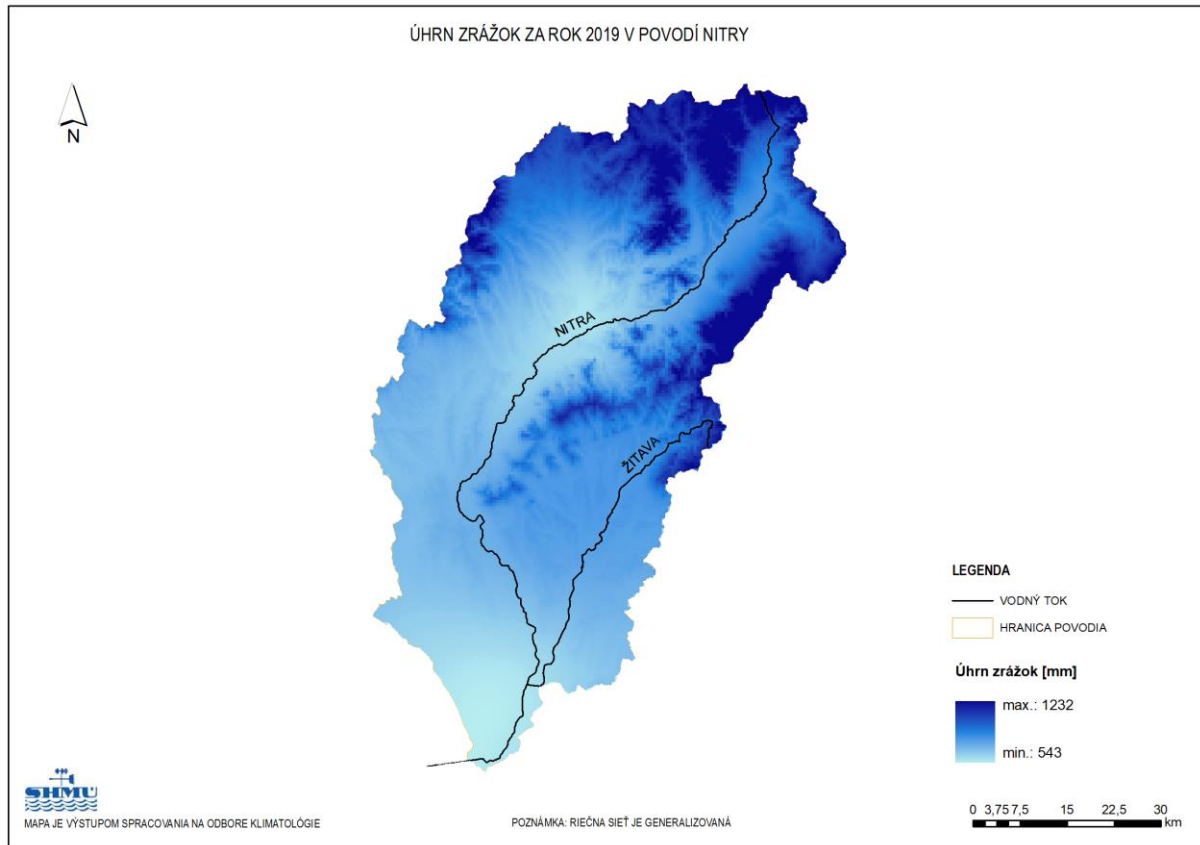 ÚHRN ZRÁŽOK ZA ROK 2019 V POVODÍ NITRY
N
NITRA
ŽITAVA
LEGENDA
VODNÝ TOK
HRANICA POVODIA
Úhrn zrážok [mm]
max.: 1232
min.: 543
SHMÚ
MAPA JE VÝSTUPOM SPRACOVANIA NA ODBORE KLIMATOLÓGIE
POZNÁMKA: RIEČNA SIEŤ JE GENERALIZOVANÁ
0 3,75 7,5 15 22,5 30
km